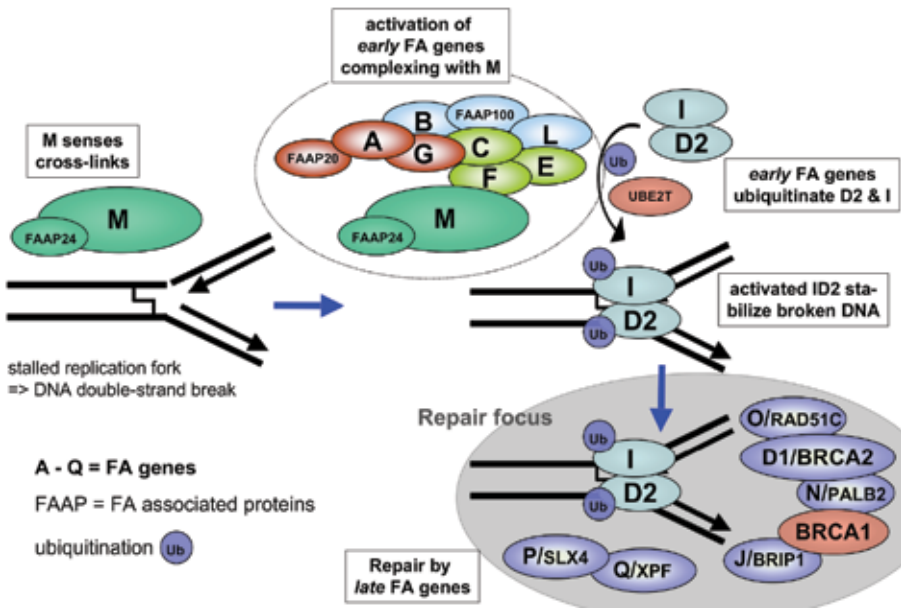 activation of
early FA genes
complexing with M
M senses
cross-links
B
FAAP100
L
A
G
C
E
F
FAAP20
M
FAAP24
M
FAAP24
I
D2
Ub
UBE2T
early FA genes
ubiquitinate D2 & I
Ub
I
D2
Ub
activated ID2 sta-
bilize broken DNA
stalled replication fork
=> DNA double-strand break
Repair focus
Ub
I
D2
Ub
O/RAD51C
D1/BRCA2
N/PALB2
BRCA1
J/BRIP1
P/SLX4
Q/XPF
A - Q = FA genes
FAAP = FA associated proteins
ubiquitination Ub
Repair by
late FA genes